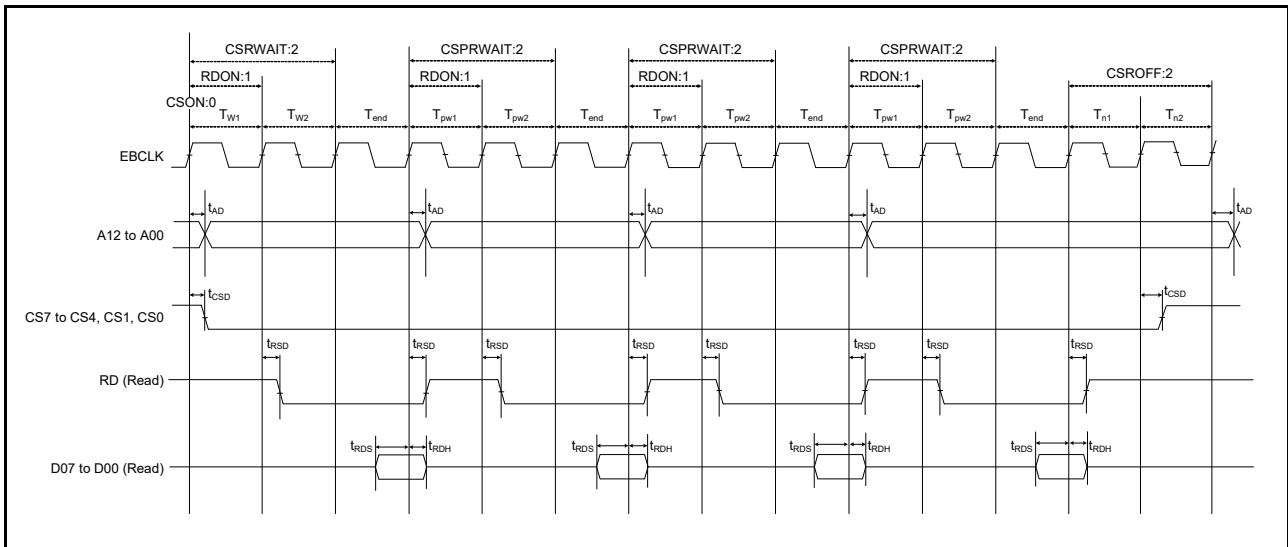 CSRWAIT:2 CSPRWAIT:2 CSPRWAIT:2 CSPRWAIT:2
RDON:1 RDON:1 RDON:1 RDON:1 CSROFF:2
CSON:0
TW1 TW2 Tend Tpw1 Tpw2 Tend Tpw1 Tpw2 Tend Tpw1 Tpw2 Tend Tn1 Tn2
EBCLK
tAD tAD tAD tAD tAD
A12 to A00
tCSD tCSD
CS7 to CS4, CS1, CS0
tRSD tRSD tRSD tRSD tRSD tRSD tRSD tRSD
RD (Read)
tRDS tRDH tRDS tRDH tRDS tRDH tRDS tRDH
D07 to D00 (Read)